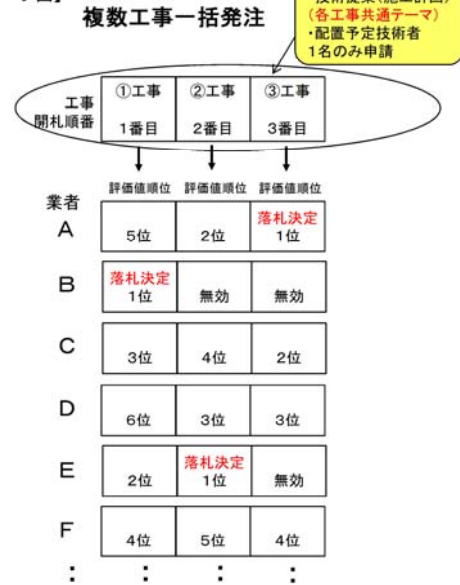 複数工事一括発注
(各工事共通テーマ)
・配置予定技術者
1名のみ申請
工事
開札順番
①工事 ②工事 ③工事
1番目 2番目 3番目
評価値順位 評価値順位 評価値順位
業者
A 5位 2位 落札決定 1位
B 落札決定 1位 無効 無効
C 3位 4位 2位
D 6位 3位 3位
E 2位 落札決定 1位 無効
F 4位 5位 4位
: : : :